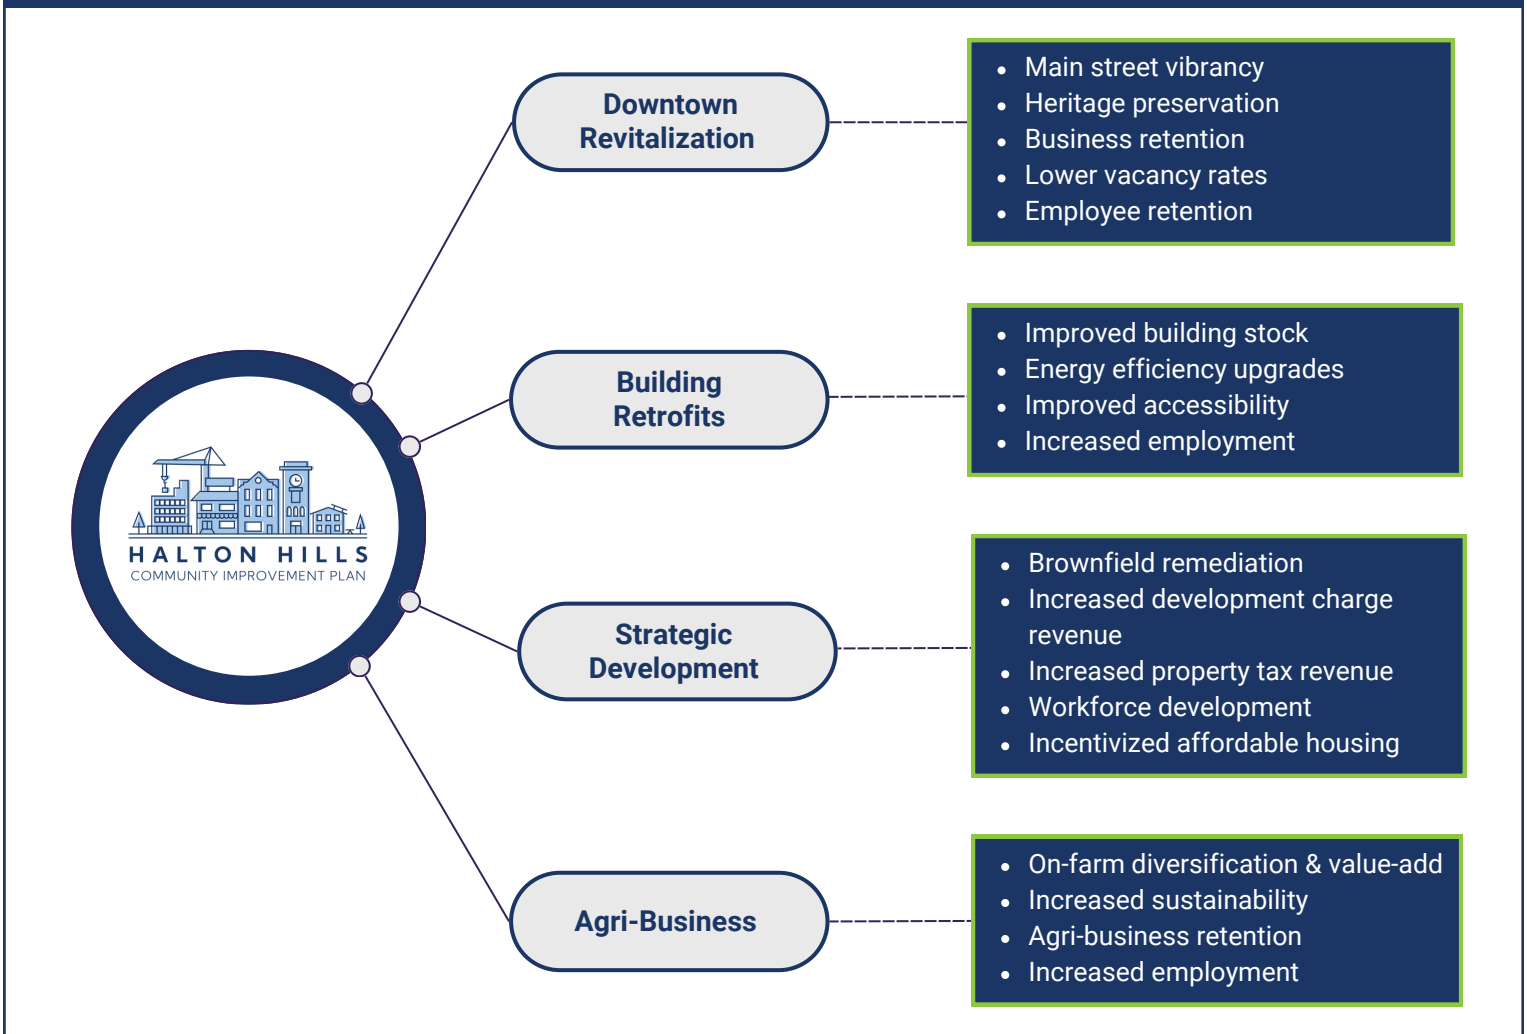 HALTON HILLS
COMMUNITY IMPROVEMENT PLAN
Downtown
Revitalization
• Main street vibrancy
• Heritage preservation
• Business retention
• Lower vacancy rates
• Employee retention
Building
Retrofits
• Improved building stock
• Energy efficiency upgrades
• Improved accessibility
• Increased employment
Strategic
Development
• Brownfield remediation
• Increased development charge
revenue
• Increased property tax revenue
• Workforce development
• Incentivized affordable housing
Agri-Business
• On-farm diversification & value-add
• Increased sustainability
• Agri-business retention
• Increased employment